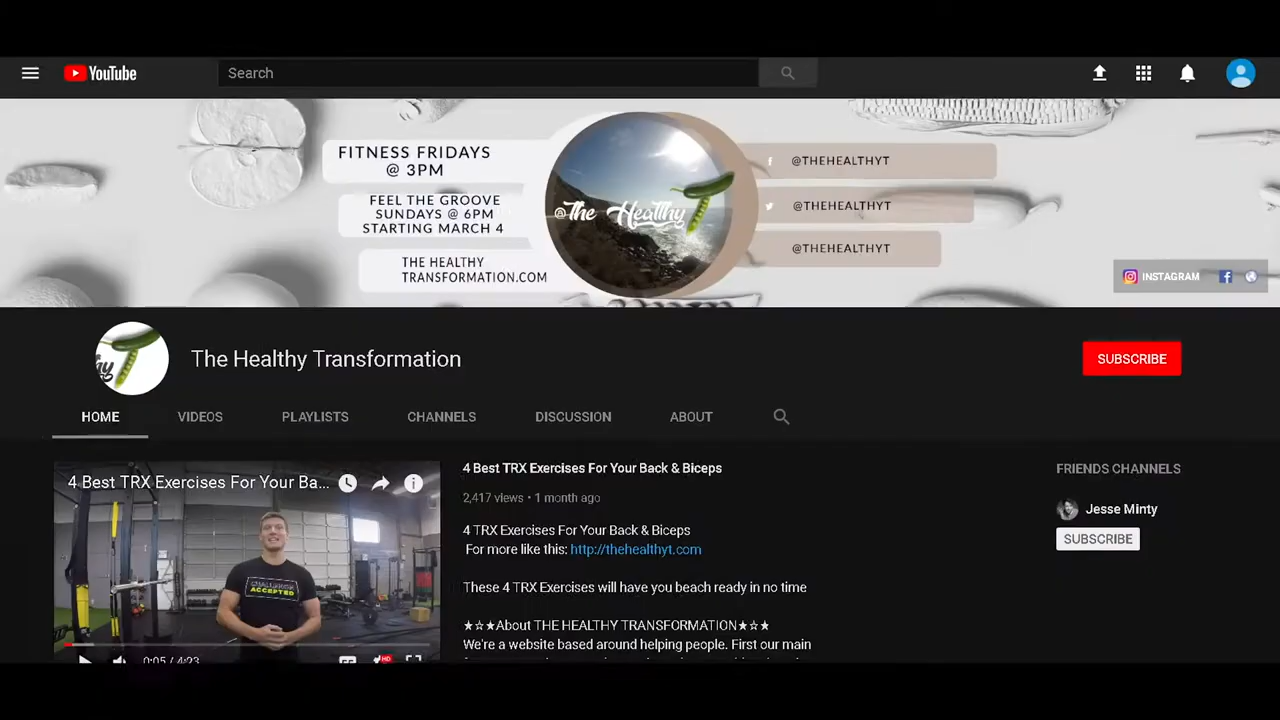 YouTube
Search
FITNESS FRIDAYS
@ 3PM
FEEL THE GROOVE
SUNDAYS @ 6PM
STARTING MARCH 4
THE HEALTHY
TRANSFORMATION.COM
@The Healthy T
@THEHEALTHYT
@THEHEALTHYT
@THEHEALTHYT
INSTAGRAM
The Healthy Transformation
SUBSCRIBE
HOME
VIDEOS
PLAYLISTS
CHANNELS
DISCUSSION
ABOUT
4 Best TRX Exercises For Your Ba...
CHALLENGE
ACCEPTED
0:05 / 4:23
CC
HD
4 Best TRX Exercises For Your Back & Biceps
2,417 views • 1 month ago
4 TRX Exercises For Your Back & Biceps
For more like this: http://thehealthyt.com
These 4 TRX Exercises will have you beach ready in no time
★☆★About THE HEALTHY TRANSFORMATION★☆★
We're a website based around helping people. First our main
FRIENDS CHANNELS
Jesse Minty
SUBSCRIBE